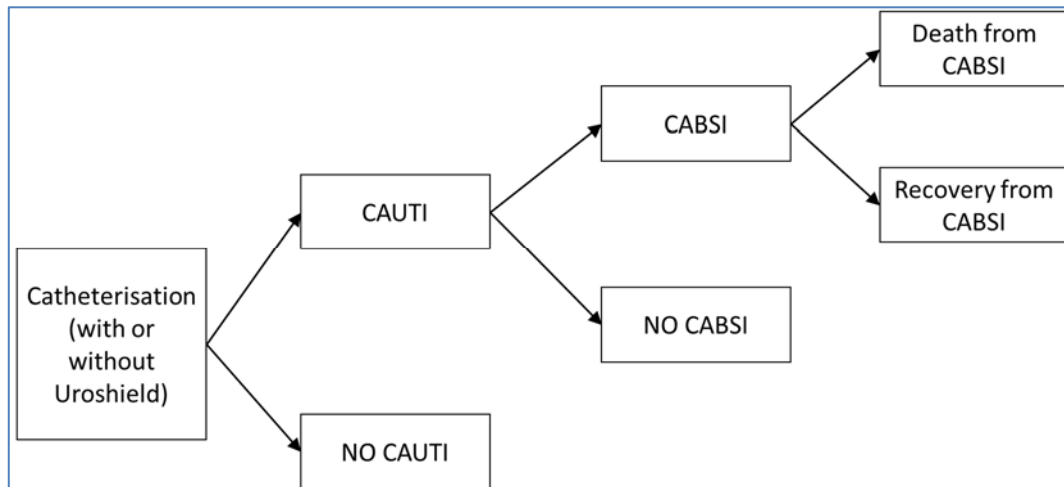 Death from
CABSI
CABSI
Recovery from
CABSI
CAUTI
Catheterisation
(with or
without
Uroshield)
NO CABSI
NO CAUTI